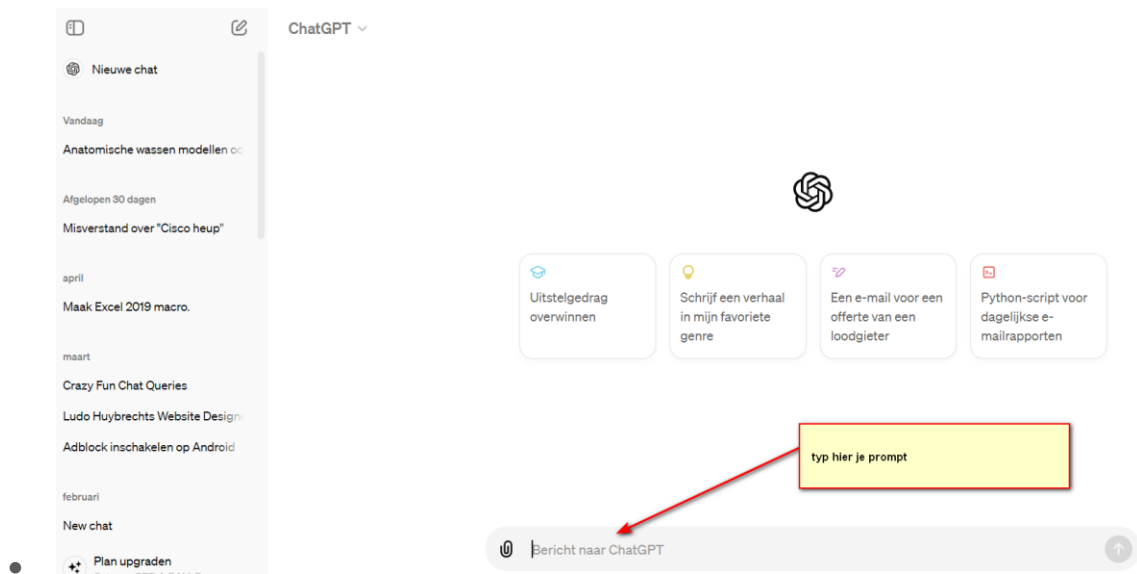 ChatGPT
Nieuwe chat
Vandaag
Anatomische wassen modellen
Afgelopen 30 dagen
Misverstand over "Cisco heup"
april
Maak Excel 2019 macro.
maart
Crazy Fun Chat Queries
Ludo Huybrechts Website Design
Adblock inschakelen op Android
februari
New chat
Plan upgraden
Uitstelgedrag
overwinnen
Schrijf een verhaal
in mijn favoriete
genre
Een e-mail voor een
offerte van een
loodgieter
Python-script voor
dagelijkse e-
mailrapporten
typ hier je prompt
Bericht naar ChatGPT